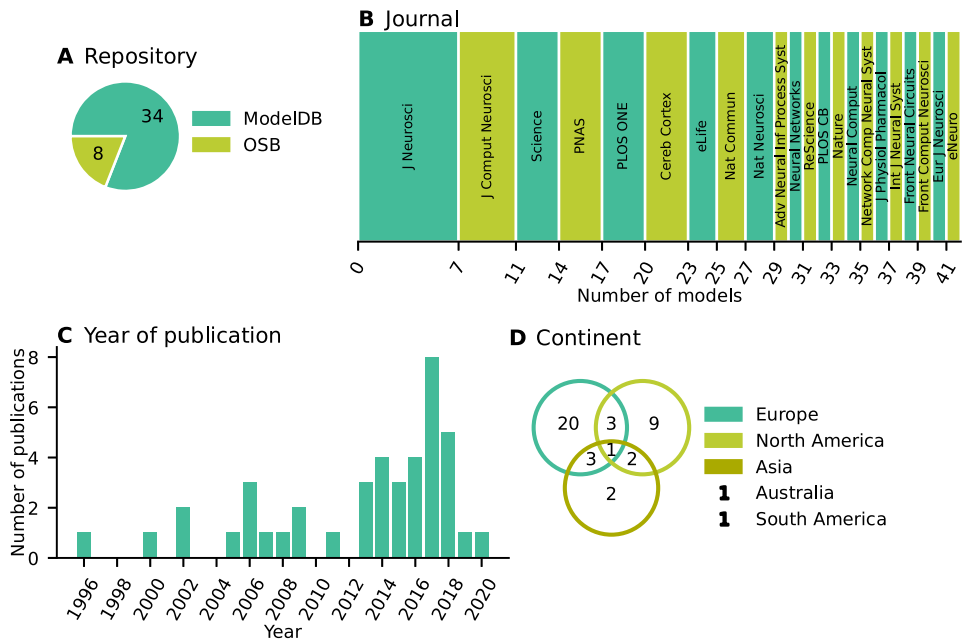 A Repository
34
8
ModelDB
OSB
B Journal
J Neurosci
J Comput Neurosci
Science
PNAS
PLOS ONE
Cereb Cortex
eLife
Nat Commun
Nat Neurosci
Adv Neural Inf Process Syst
Neural Networks
ReScience
PLOS CB
Nature
Neural Comput
Network Comp Neural Syst
J Physiol Pharmacol
Int J Neural Syst
Front Neural Circuits
Front Comput Neurosci
Eur J Neurosci
eNeuro
0 7 11 14 17 20 23 25 27 29 31 33 35 37 39 41
Number of models
C Year of publication
Number of publications
8
6
4
2
0
1996 1998 2000 2002 2004 2006 2008 2010 2012 2014 2016 2018 2020
Year
D Continent
20 3 9
1
3 2
2
Europe
North America
Asia
1 Australia
1 South America